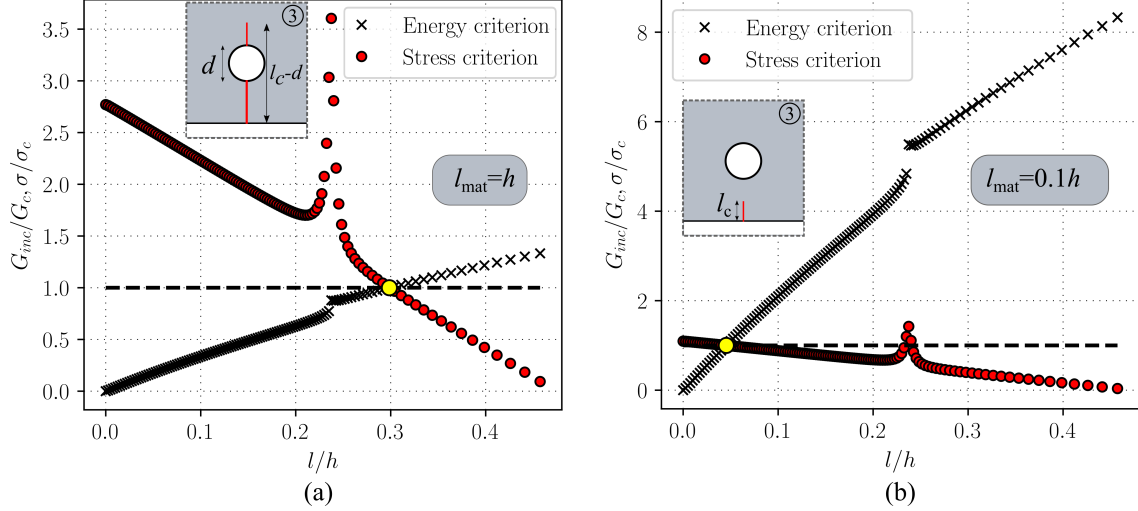 3.5
3.0
2.5
2.0
1.5
1.0
0.5
0.0
G_inc/G_c, σ/σ_c
③
d
l_c-d
Energy criterion
Stress criterion
l_mat=h
0.0 0.1 0.2 0.3 0.4
l/h
(a)
8
6
4
2
0
G_inc/G_c, σ/σ_c
Energy criterion
Stress criterion
③
l_c
l_mat=0.1h
0.0 0.1 0.2 0.3 0.4
l/h
(b)